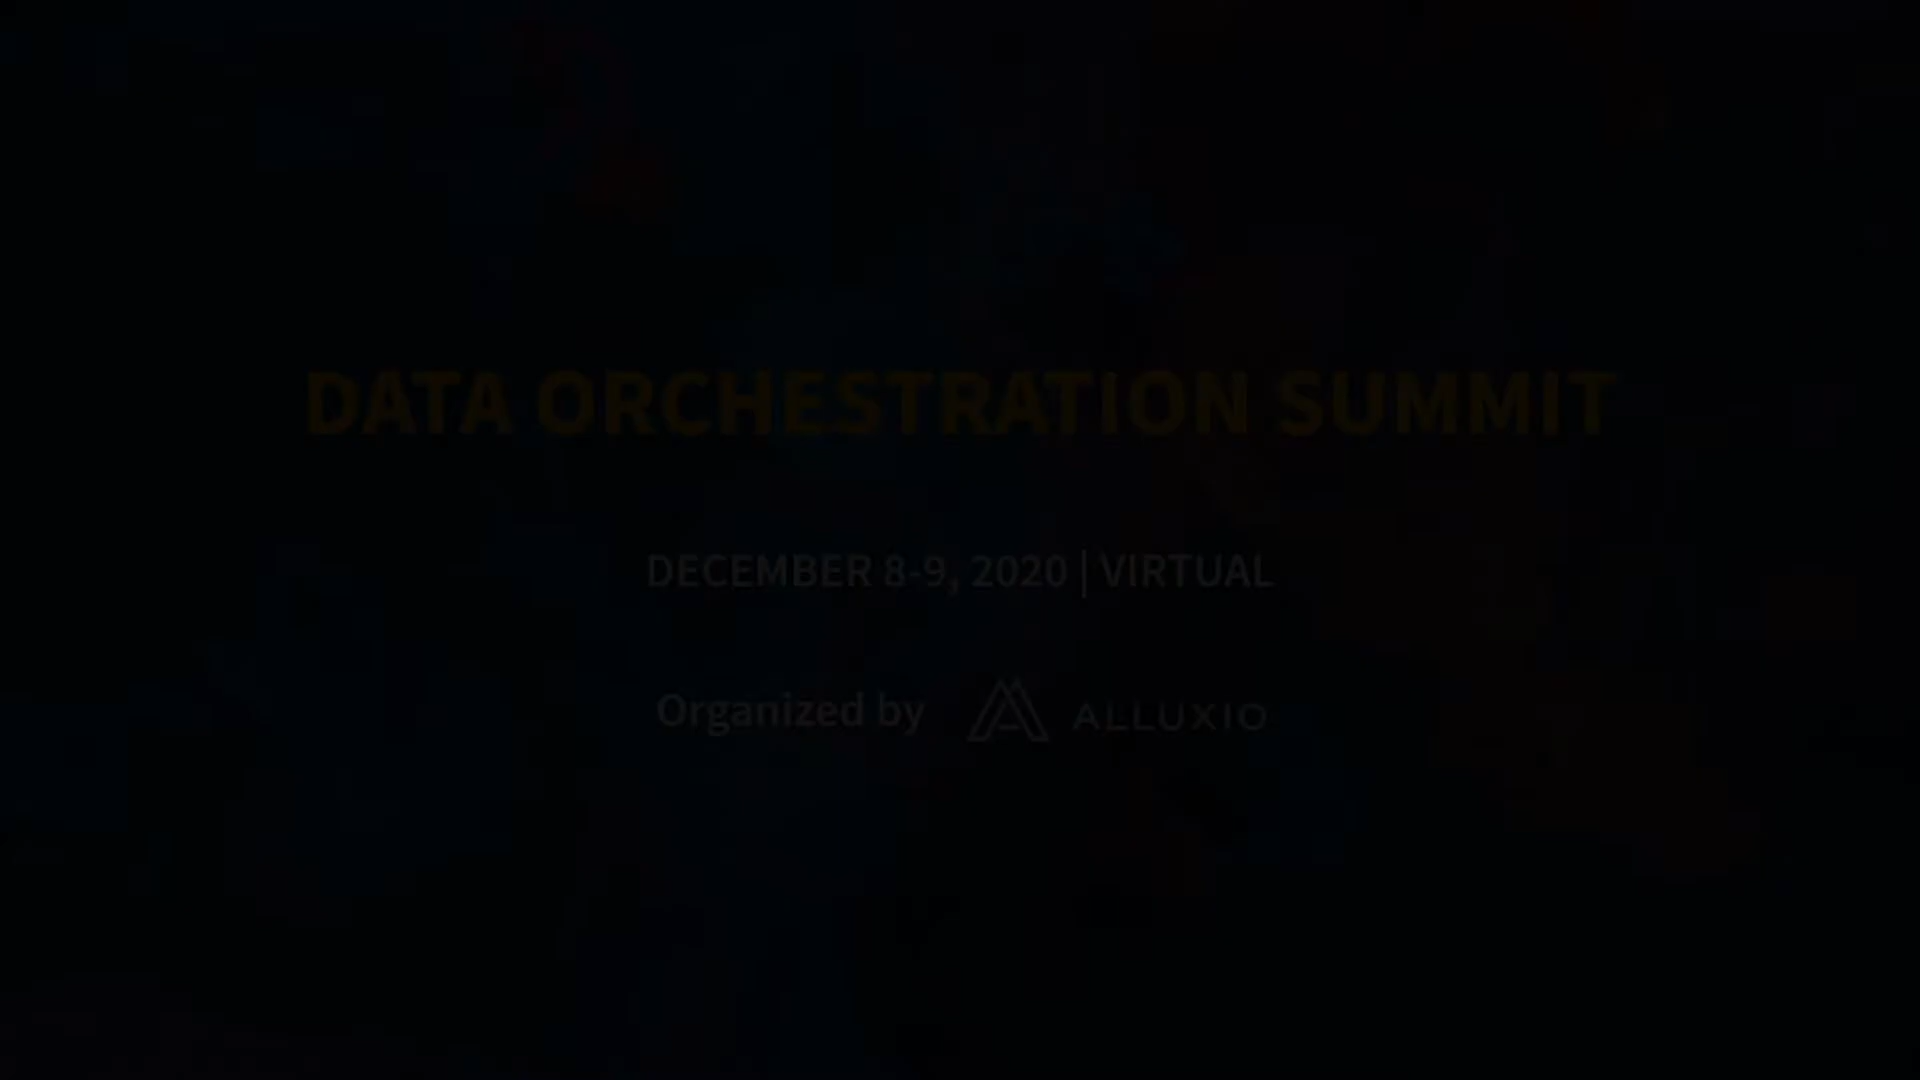 DATA ORCHESTRATION SUMMIT
DECEMBER 8-9, 2020 | VIRTUAL
Organized by ALLUXIO